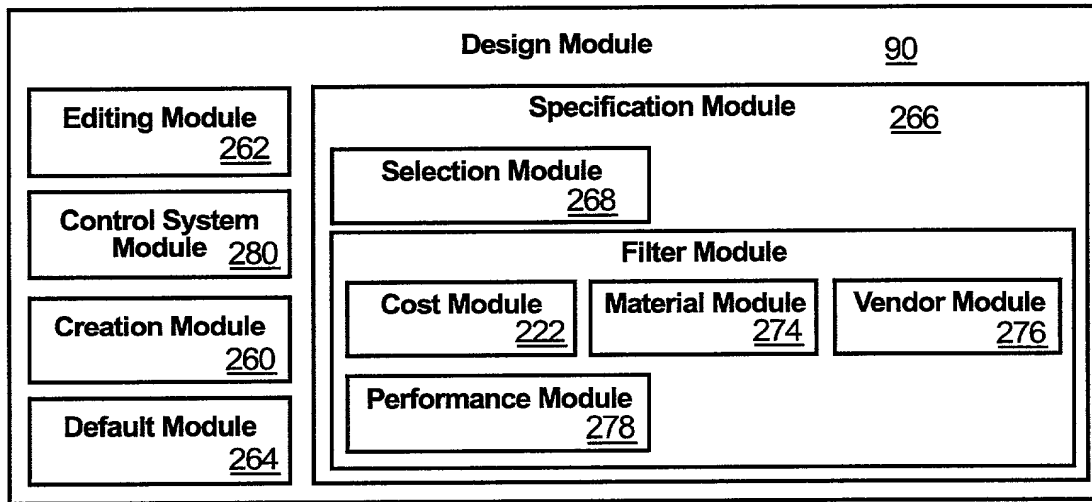 Design Module 90
Editing Module
262
Control System
Module 280
Creation Module
260
Default Module
264
Specification Module 266
Selection Module
268
Filter Module
Cost Module
222
Material Module
274
Vendor Module
276
Performance Module
278